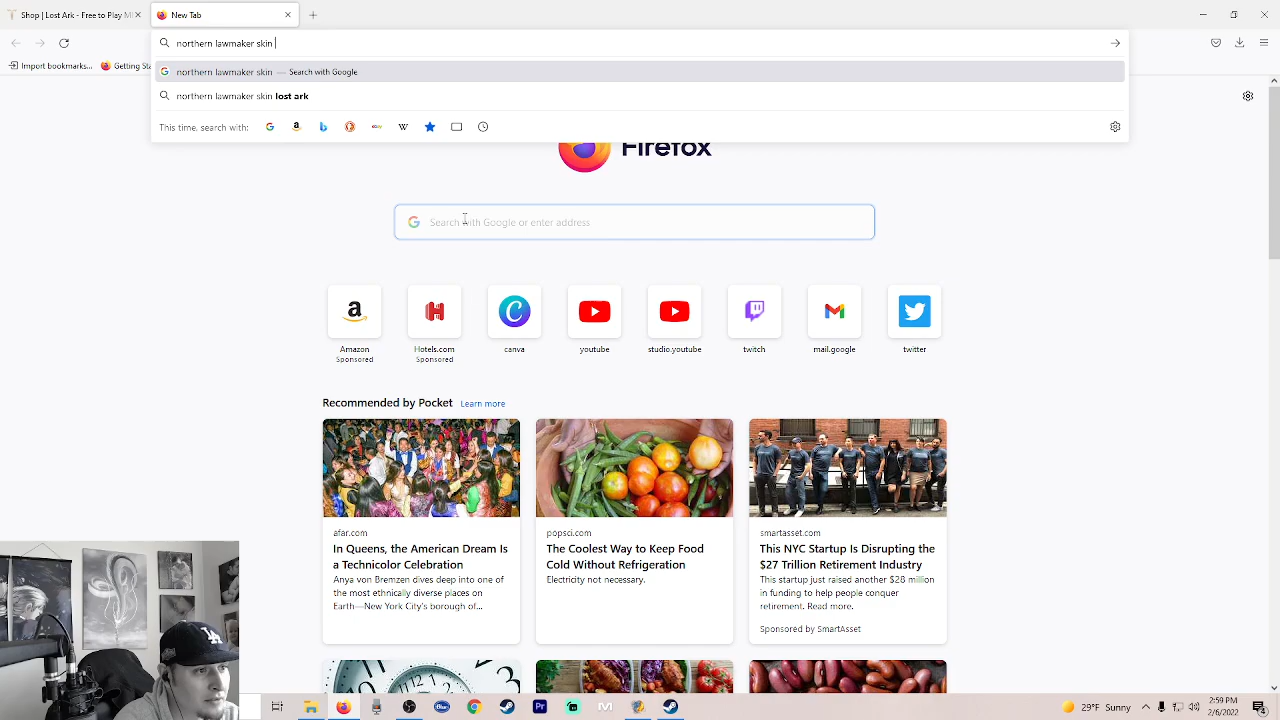 Shop | Lost Ark - Free to Play M
New Tab
northern lawmaker skin
Import bookmarks...
Getting Sta
northern lawmaker skin — Search with Google
northern lawmaker skin lost ark
This time, search with:
Firefox
Search with Google or enter address
Amazon
Sponsored
Hotels.com
Sponsored
canva
youtube
studio.youtube
twitch
mail.google
twitter
Recommended by Pocket Learn more
afar.com
In Queens, the American Dream Is
a Technicolor Celebration
Anya von Bremzen dives deep into one of
the most ethnically diverse places on
Earth—New York City's borough of...
popsci.com
The Coolest Way to Keep Food
Cold Without Refrigeration
Electricity not necessary.
smartasset.com
This NYC Startup Is Disrupting the
$27 Trillion Retirement Industry
This startup just raised another $28 million
in funding to help people conquer
retirement. Read more.
Sponsored by SmartAsset
LA
29°F Sunny
2:59 PM
2/6/2022